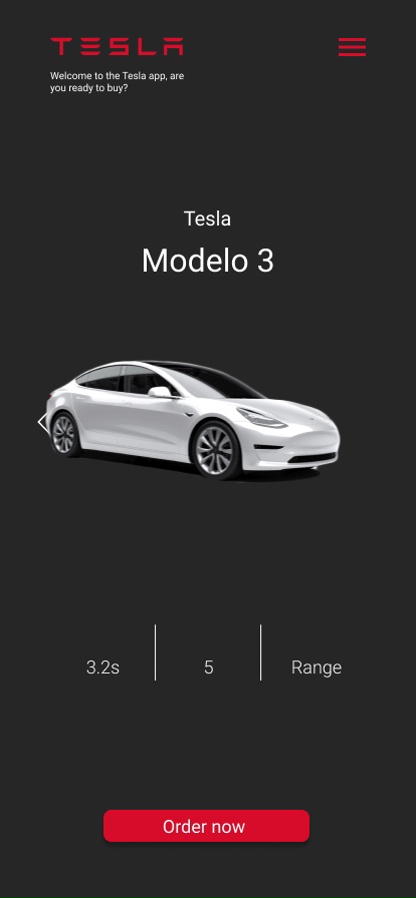 TESLA
Welcome to the Tesla app, are
you ready to buy?
Tesla
Modelo 3
3.2s
5
Range
Order now